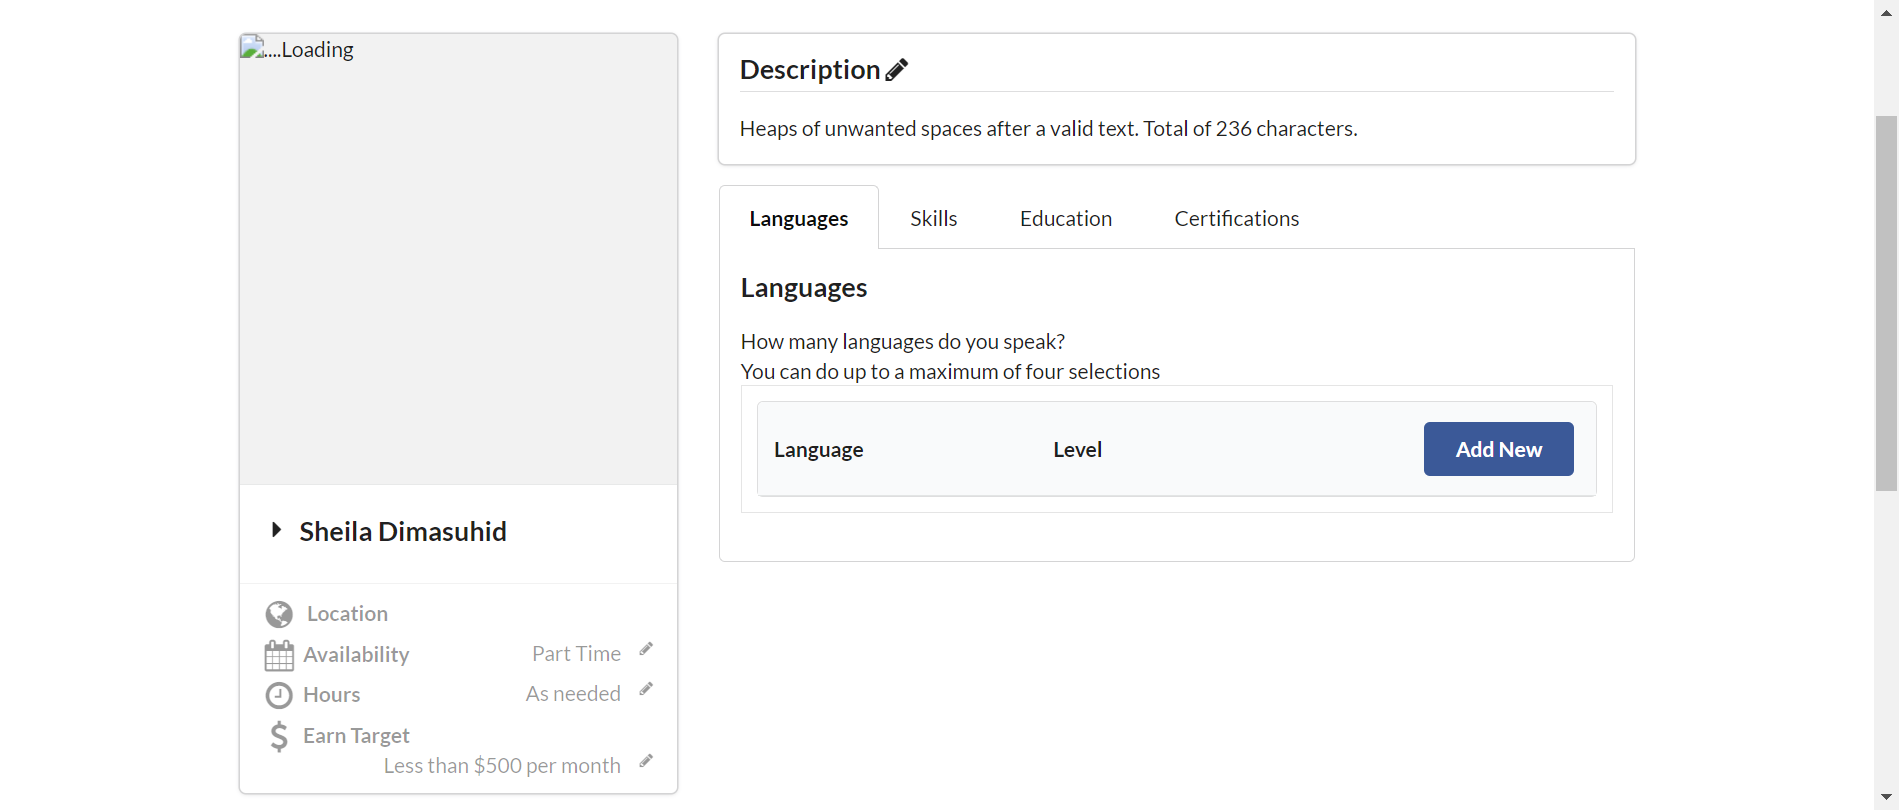 ....Loading
Sheila Dimasuhid
Location
Availability Part Time
Hours As needed
Earn Target
Less than $500 per month
Description
Heaps of unwanted spaces after a valid text. Total of 236 characters.
Languages Skills Education Certifications
Languages
How many languages do you speak?
You can do up to a maximum of four selections
Language Level Add New